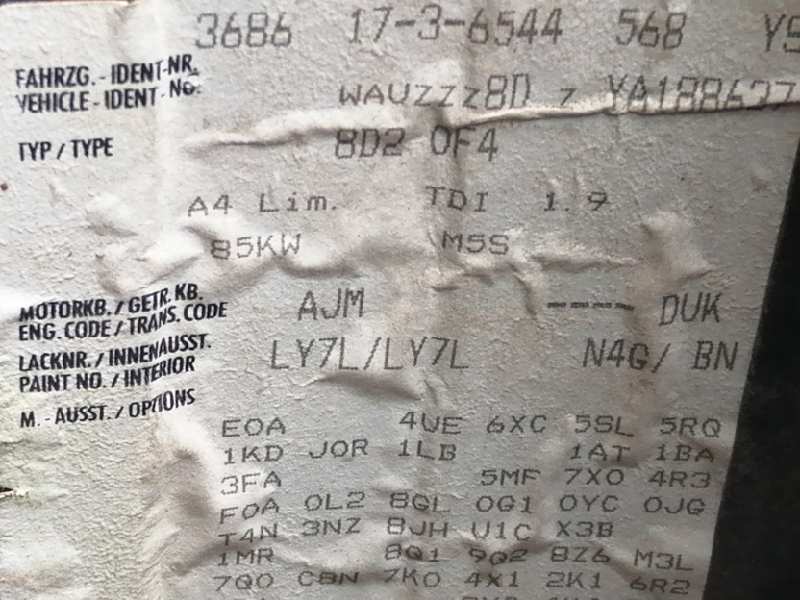 3686 17-3-6544 568 YS
FAHRZG.-IDENT-NR.
VEHICLE-IDENT.No. WAUZZZ8D Z YA188627
TYP/TYPE 8D2 0F4
A4 Lim. TDI 1.9
85KW M5S
MOTORKB./GETR.KB.
ENG.CODE/TRANS.CODE AJM ---- DUK
LACKNR./INNENAUSST.
PAINT NO./INTERIOR LY7L/LY7L N4G/ BN
M.-AUSST./OPTIONS
E0A 4UE 6XC 5SL 5RQ
1KD J0R 1LB 1AT 1BA
3FA 5MF 7X0 4R3
F0A 0L2 8GL 0G1 0YC 0JG
T4N 3NZ 8JH U1C X3B
1MR 8Q1 9Q2 8Z6 M3L
7Q0 C8N 7K0 4X1 2K1 6R2